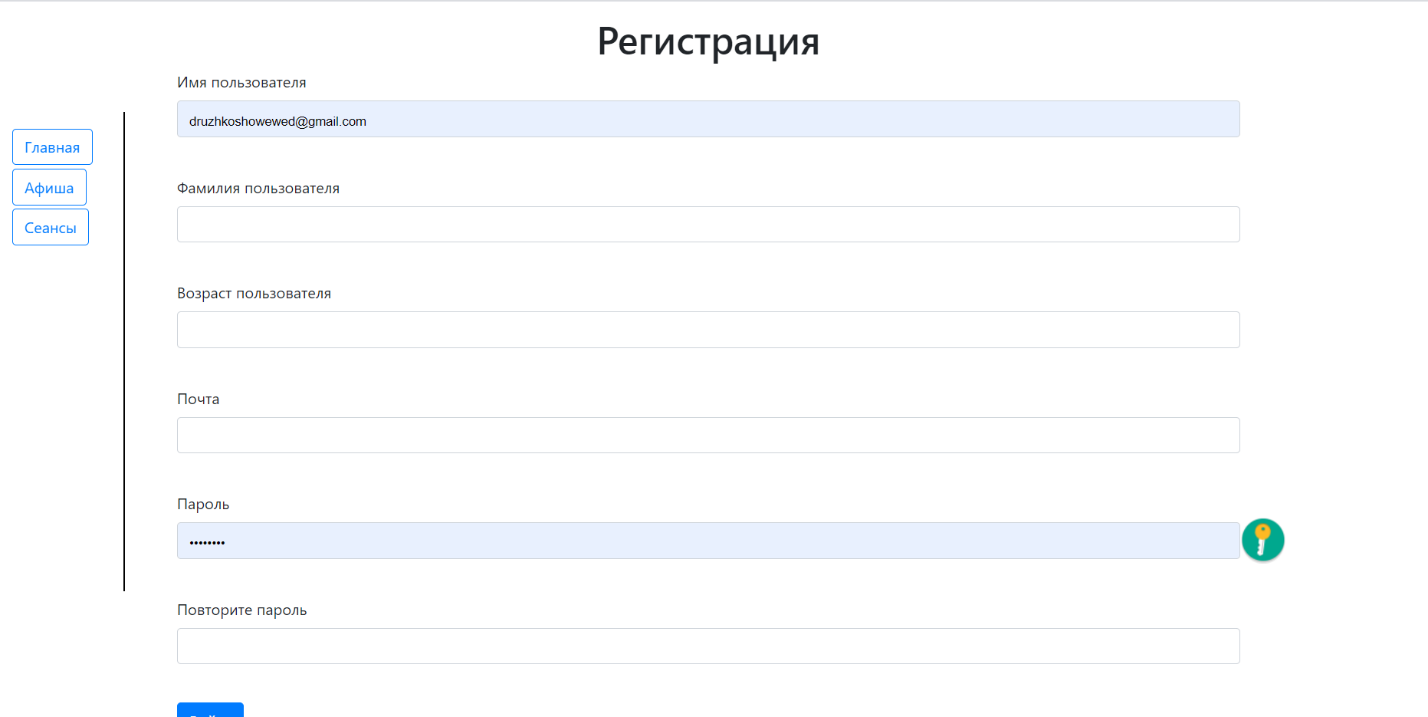 Регистрация
Имя пользователя
druzhkoshowewed@gmail.com
Главная
Афиша
Сеансы
Фамилия пользователя
Возраст пользователя
Почта
Пароль
••••••••
Повторите пароль